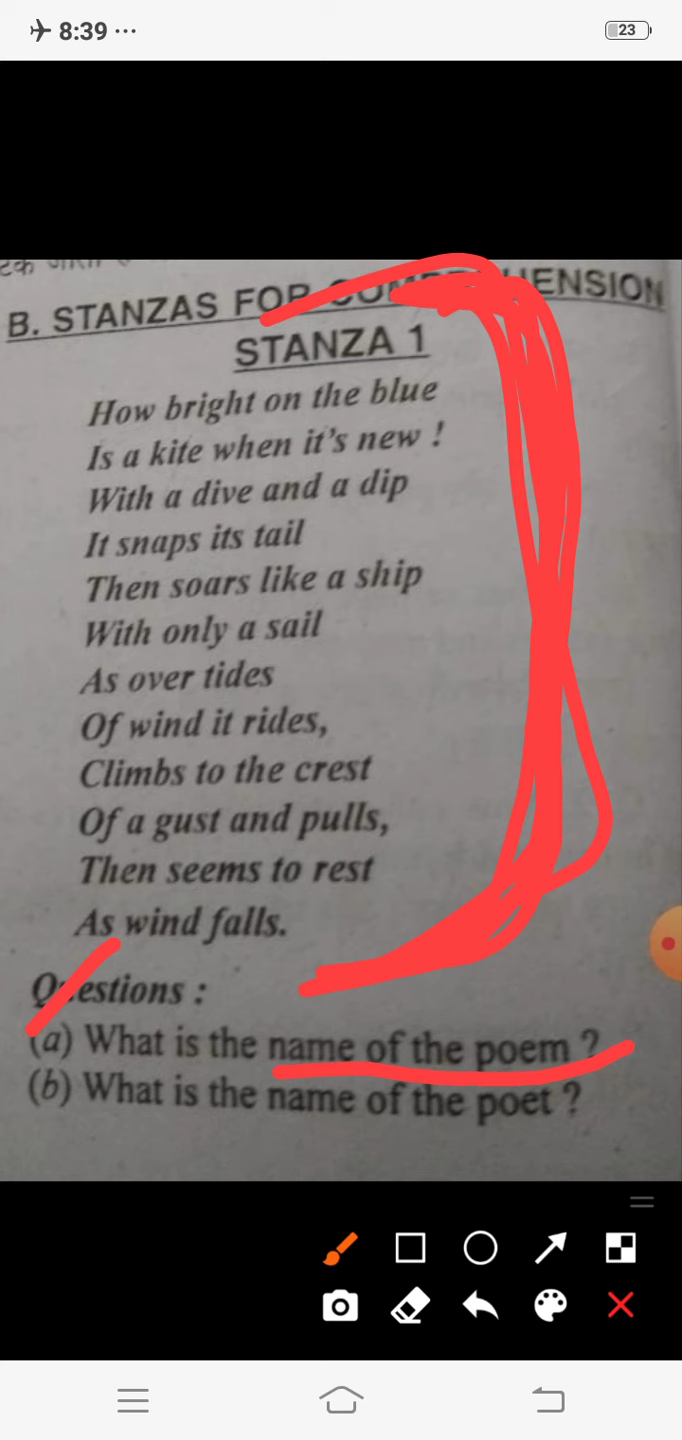 8:39 ...
23
B. STANZAS FOR COMPREHENSION
STANZA 1
How bright on the blue
Is a kite when it's new !
With a dive and a dip
It snaps its tail
Then soars like a ship
With only a sail
As over tides
Of wind it rides,
Climbs to the crest
Of a gust and pulls,
Then seems to rest
As wind falls.
Questions :
(a) What is the name of the poem ?
(b) What is the name of the poet ?